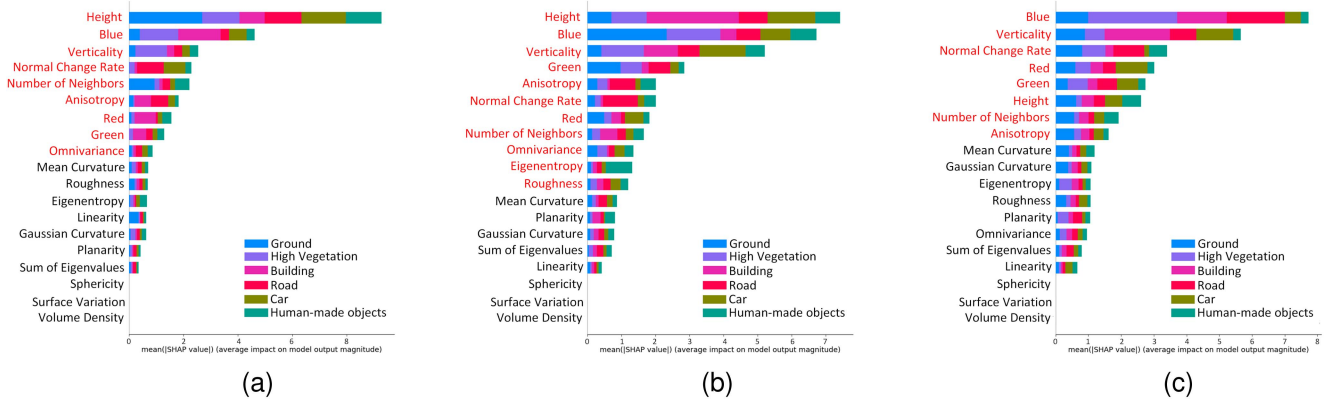 Height
Blue
Verticality
Normal Change Rate
Number of Neighbors
Anisotropy
Red
Green
Omnivariance
Mean Curvature
Roughness
Eigenentropy
Linearity
Gaussian Curvature
Planarity
Sum of Eigenvalues
Sphericity
Surface Variation
Volume Density
Ground
High Vegetation
Building
Road
Car
Human-made objects
0 2 4 6 8
mean(|SHAP value|) (average impact on model output magnitude)
(a)
Height
Blue
Verticality
Green
Anisotropy
Normal Change Rate
Red
Number of Neighbors
Omnivariance
Eigenentropy
Roughness
Mean Curvature
Planarity
Gaussian Curvature
Sum of Eigenvalues
Linearity
Sphericity
Surface Variation
Volume Density
Ground
High Vegetation
Building
Road
Car
Human-made objects
0 1 2 3 4 5 6 7
mean(|SHAP value|) (average impact on model output magnitude)
(b)
Blue
Verticality
Normal Change Rate
Red
Green
Height
Number of Neighbors
Anisotropy
Mean Curvature
Gaussian Curvature
Eigenentropy
Roughness
Planarity
Omnivariance
Sum of Eigenvalues
Linearity
Sphericity
Surface Variation
Volume Density
Ground
High Vegetation
Building
Road
Car
Human-made objects
0 1 2 3 4 5 6 7 8
mean(|SHAP value|) (average impact on model output magnitude)
(c)